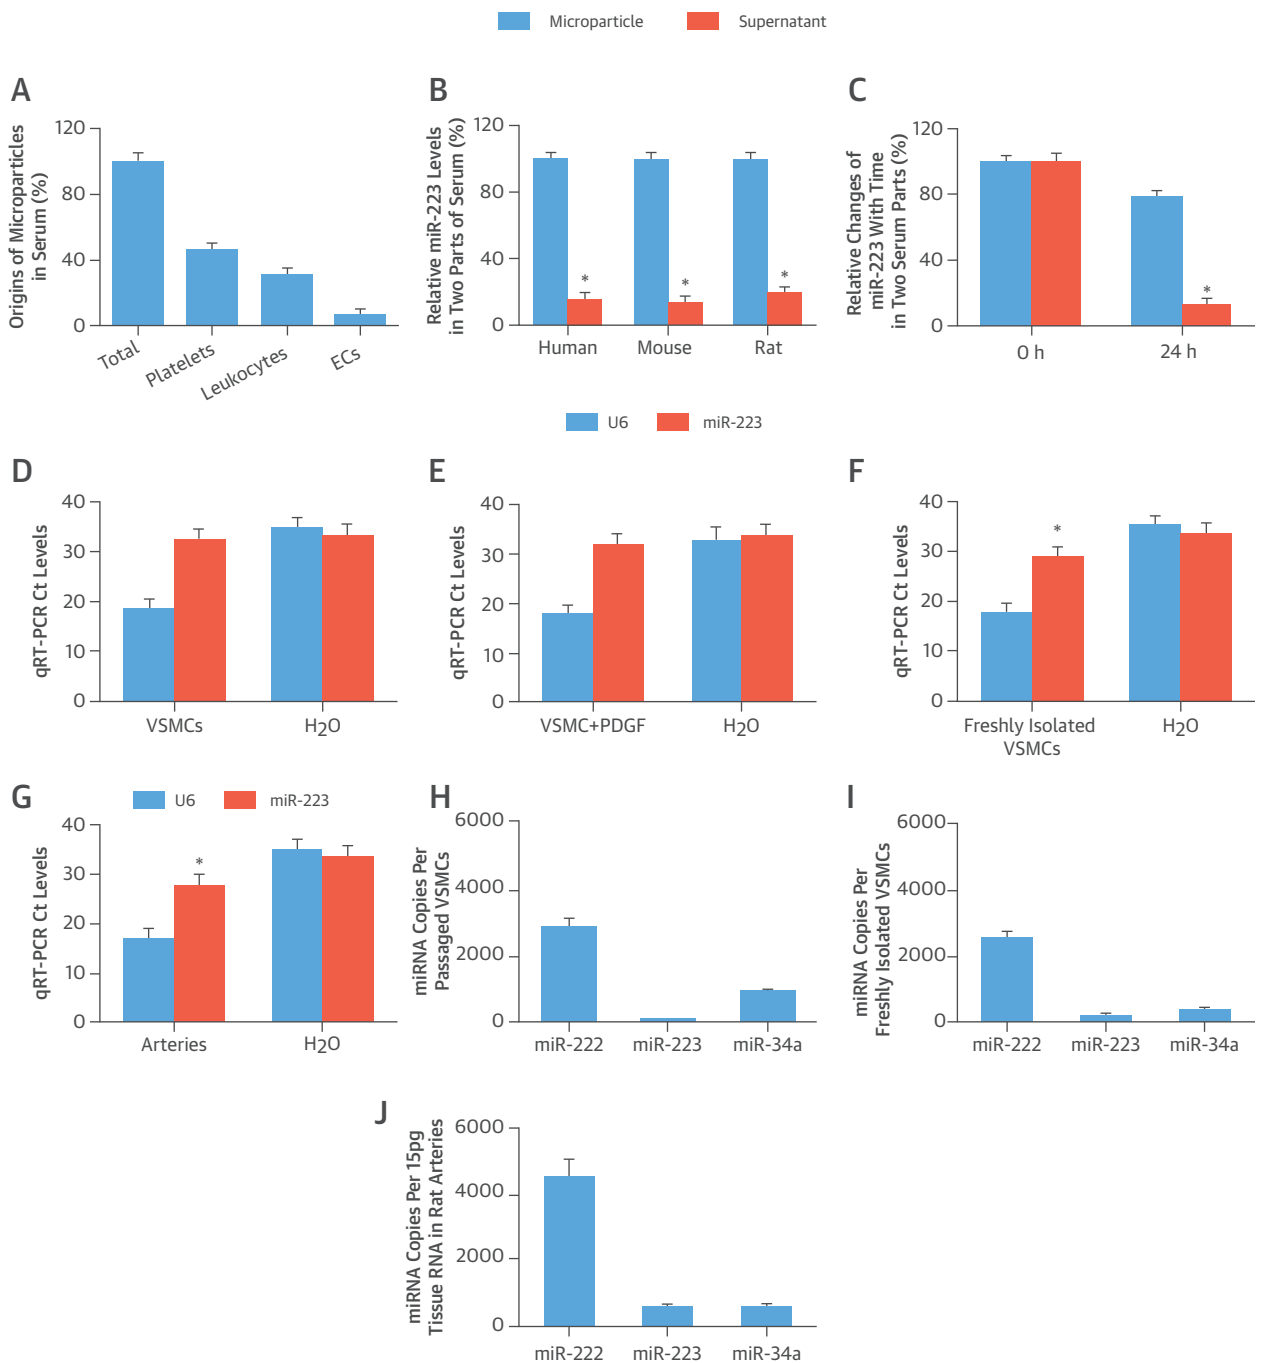 Microparticle Supernatant
A
Origins of Microparticles
in Serum (%)
120
80
40
0
Total
Platelets
Leukocytes
ECs
B
Relative miR-223 Levels
in Two Parts of Serum (%)
120
80
40
0
*
*
*
Human
Mouse
Rat
C
Relative Changes of
miR-223 With Time
in Two Serum Parts (%)
120
80
40
0
*
0 h
24 h
U6 miR-223
D
qRT-PCR Ct Levels
40
30
20
10
0
VSMCs
H2O
E
qRT-PCR Ct Levels
40
30
20
10
0
VSMC+PDGF
H2O
F
qRT-PCR Ct Levels
40
30
20
10
0
*
Freshly Isolated
VSMCs
H2O
G
U6 miR-223
qRT-PCR Ct Levels
40
30
20
10
0
*
Arteries
H2O
H
miRNA Copies Per
Passaged VSMCs
6000
4000
2000
0
miR-222
miR-223
miR-34a
I
miRNA Copies Per
Freshly Isolated VSMCs
6000
4000
2000
0
miR-222
miR-223
miR-34a
J
miRNA Copies Per 15pg
Tissue RNA in Rat Arteries
6000
4000
2000
0
miR-222
miR-223
miR-34a